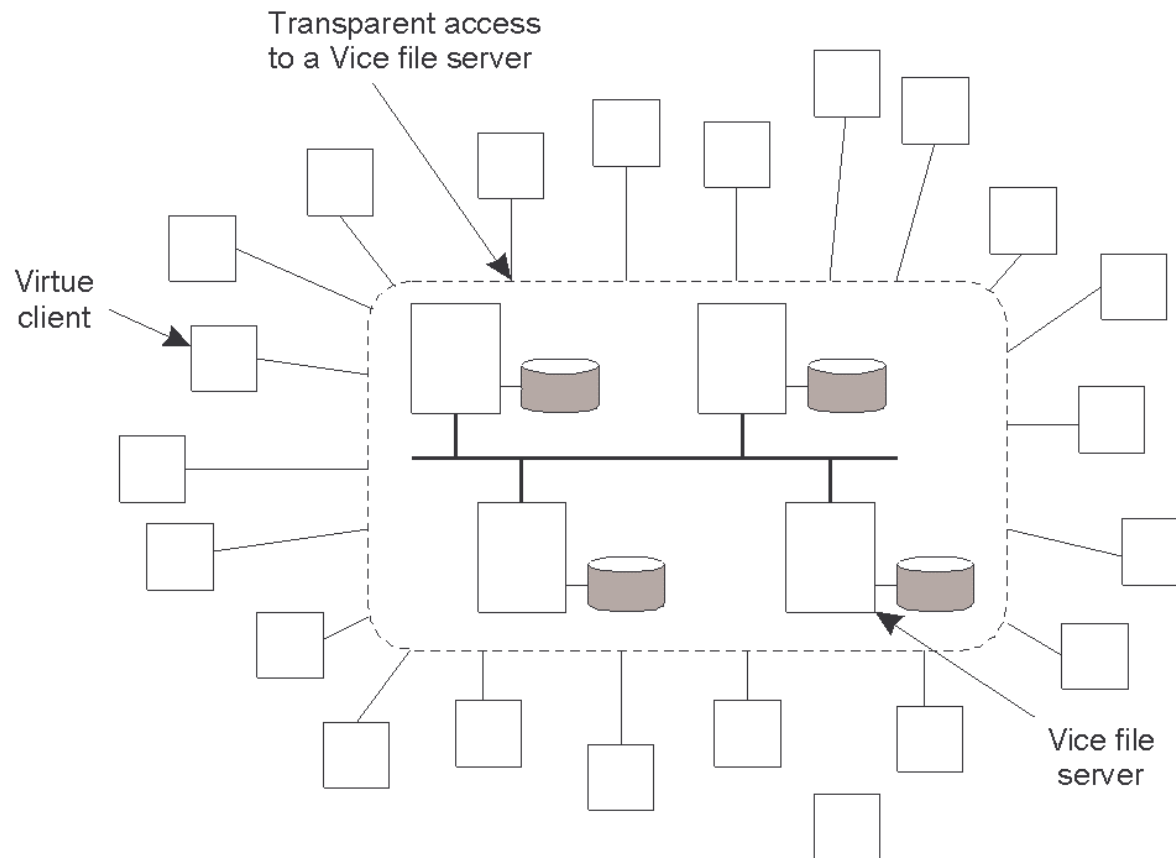 Transparent access
to a Vice file server
Virtue
client
Vice file
server